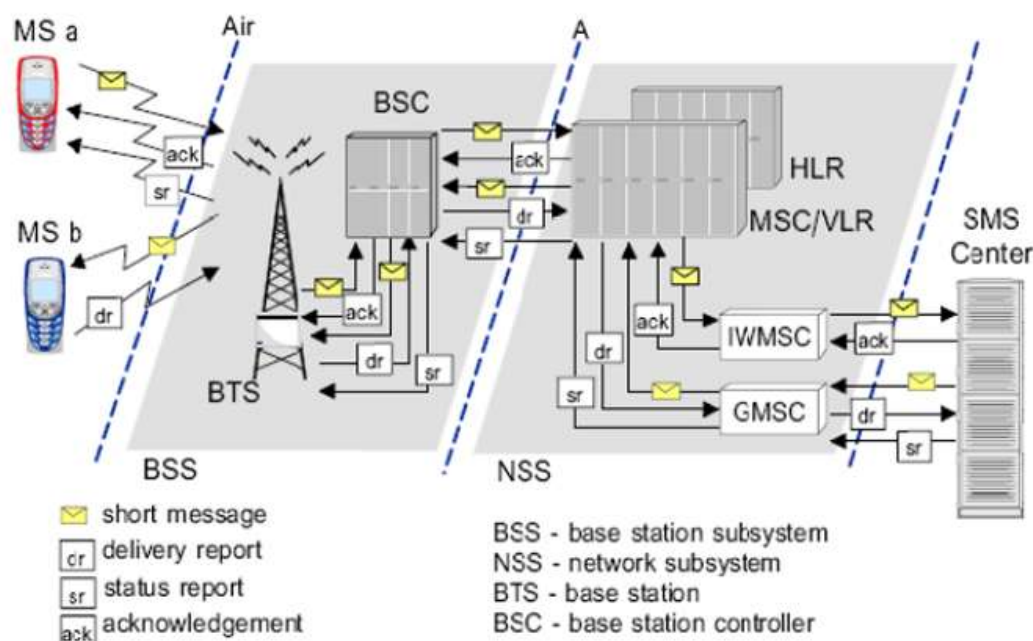 MS a
Air
A
BSC
ack
ack
HLR
sr
dr
MSC/VLR
SMS
Center
MS b
sr
dr
ack
ack
IWMSC
ack
dr
dr
sr
sr
GMSC
dr
BTS
sr
BSS
NSS
short message
dr delivery report
sr status report
ack acknowledgement
BSS - base station subsystem
NSS - network subsystem
BTS - base station
BSC - base station controller